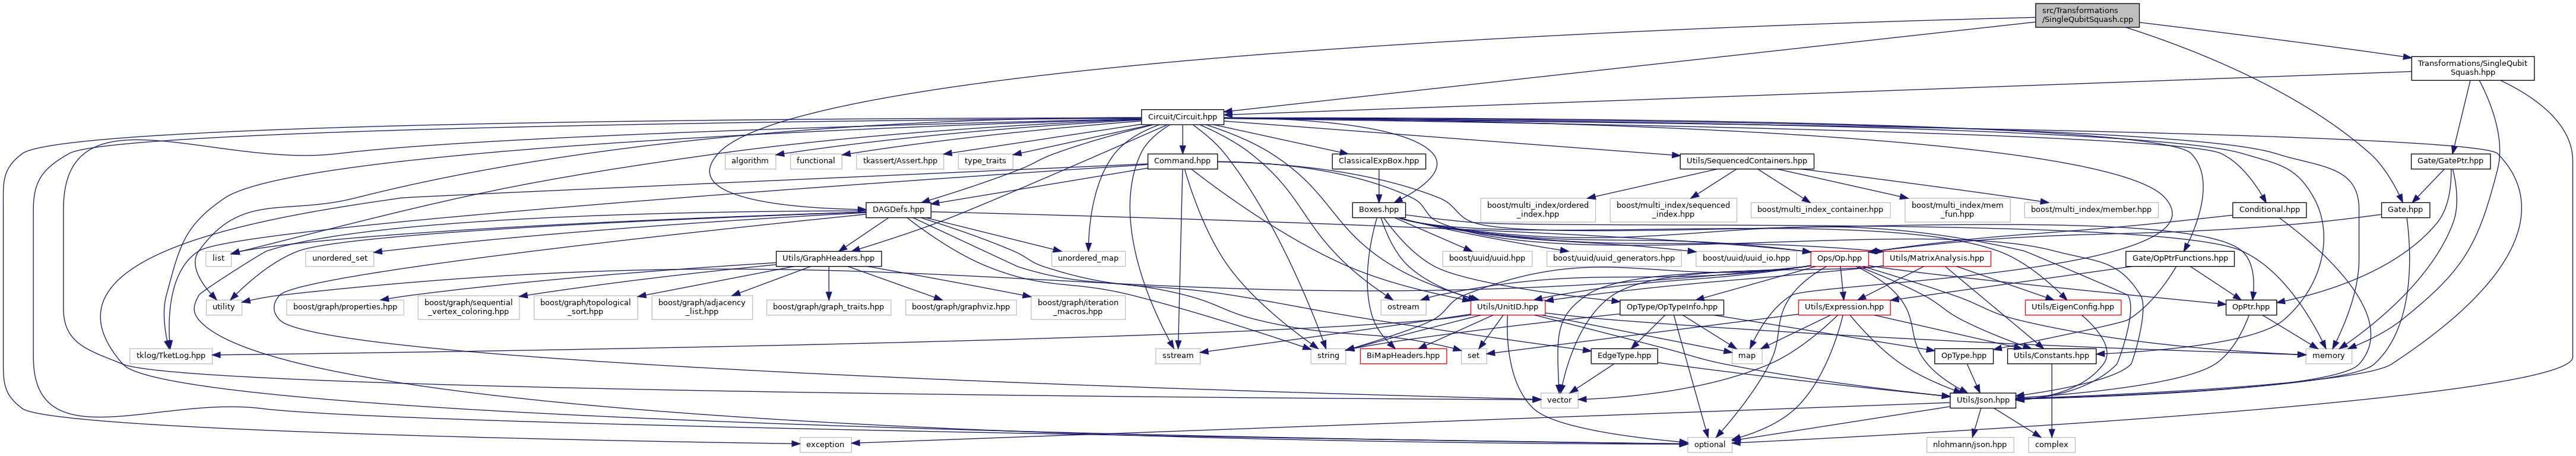 src/Transformations
/SingleQubitSquash.cpp
Transformations/SingleQubit
Squash.hpp
Circuit/Circuit.hpp
algorithm
functional
tkassert/Assert.hpp
type_traits
Command.hpp
ClassicalExpBox.hpp
Utils/SequencedContainers.hpp
Gate/GatePtr.hpp
DAGDefs.hpp
Boxes.hpp
boost/multi_index/ordered
_index.hpp
boost/multi_index/sequenced
_index.hpp
boost/multi_index_container.hpp
boost/multi_index/mem
_fun.hpp
boost/multi_index/member.hpp
Conditional.hpp
Gate.hpp
list
unordered_set
Utils/GraphHeaders.hpp
unordered_map
boost/uuid/uuid.hpp
boost/uuid/uuid_generators.hpp
boost/uuid/uuid_io.hpp
Ops/Op.hpp
Utils/MatrixAnalysis.hpp
Gate/OpPtrFunctions.hpp
utility
boost/graph/properties.hpp
boost/graph/sequential
_vertex_coloring.hpp
boost/graph/topological
_sort.hpp
boost/graph/adjacency
_list.hpp
boost/graph/graph_traits.hpp
boost/graph/graphviz.hpp
boost/graph/iteration
_macros.hpp
ostream
Utils/UnitID.hpp
OpType/OpTypeInfo.hpp
Utils/Expression.hpp
Utils/EigenConfig.hpp
OpPtr.hpp
tklog/TketLog.hpp
sstream
string
BiMapHeaders.hpp
set
EdgeType.hpp
map
OpType.hpp
Utils/Constants.hpp
memory
vector
Utils/Json.hpp
exception
optional
nlohmann/json.hpp
complex